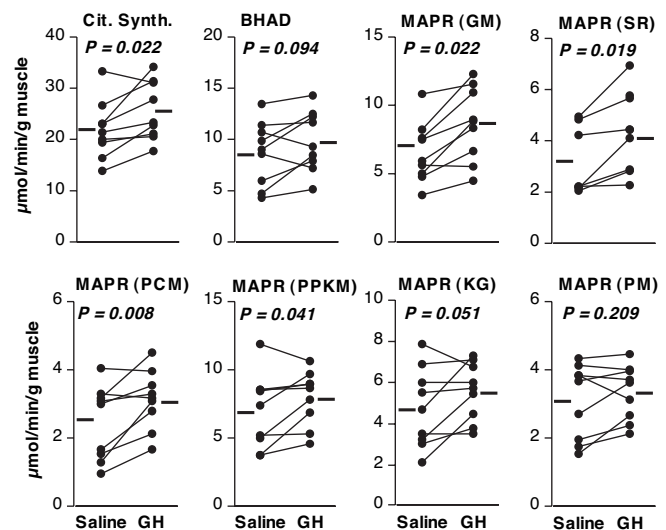 Cit. Synth. BHAD MAPR (GM) MAPR (SR)
P = 0.022 P = 0.094 P = 0.022 P = 0.019
40 20 15 8
30 15 6
20 10 10 4
10 5 5 2
0 0 0 0
µmol/min/g muscle
MAPR (PCM) MAPR (PPKM) MAPR (KG) MAPR (PM)
P = 0.008 P = 0.041 P = 0.051 P = 0.209
6 15 10 6
4 10 8 4
6
2 5 4 2
2
0 0 0 0
µmol/min/g muscle
Saline GH Saline GH Saline GH Saline GH